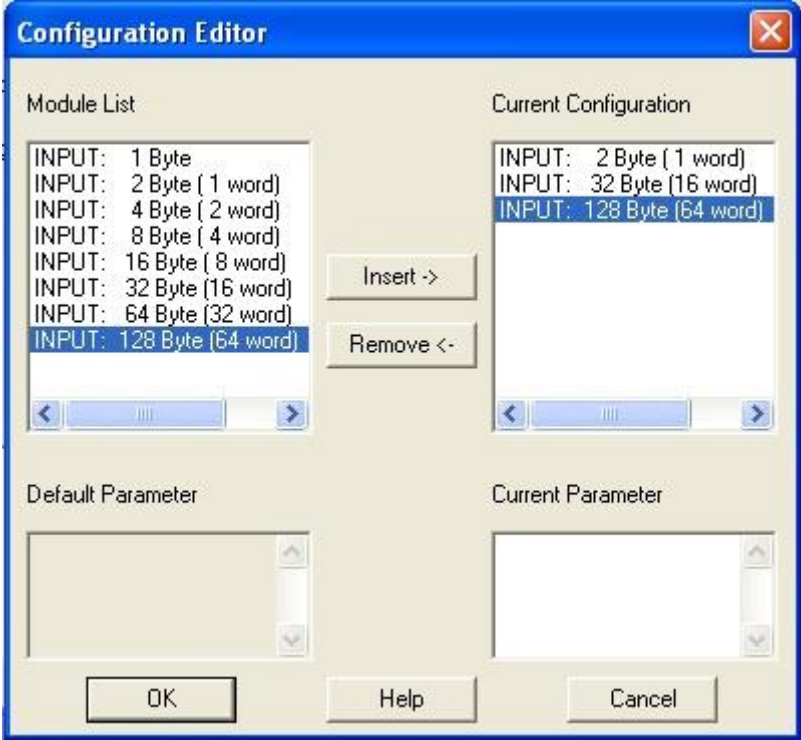 Configuration Editor
Module List
INPUT: 1 Byte
INPUT: 2 Byte ( 1 word)
INPUT: 4 Byte ( 2 word)
INPUT: 8 Byte ( 4 word)
INPUT: 16 Byte ( 8 word)
INPUT: 32 Byte (16 word)
INPUT: 64 Byte (32 word)
INPUT: 128 Byte (64 word)
Insert ->
Remove <-
Current Configuration
INPUT: 2 Byte ( 1 word)
INPUT: 32 Byte (16 word)
INPUT: 128 Byte (64 word)
Default Parameter
Current Parameter
OK
Help
Cancel